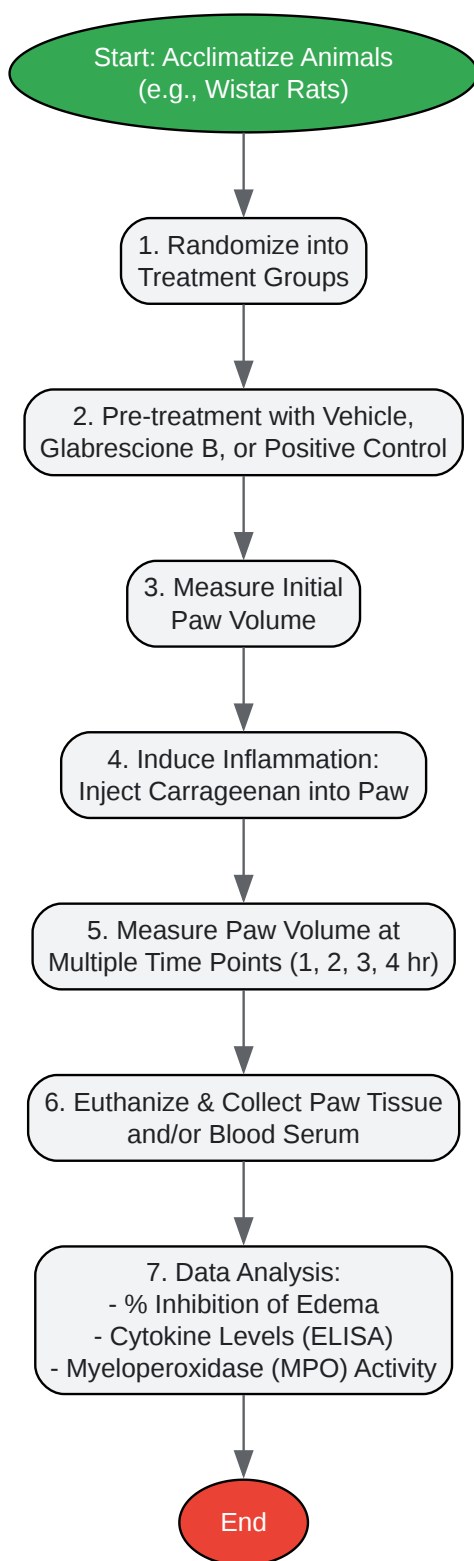 Start: Acclimatize Animals
(e.g., Wistar Rats)
1. Randomize into
Treatment Groups
2. Pre-treatment with Vehicle,
Glabrescione B, or Positive Control
3. Measure Initial
Paw Volume
4. Induce Inflammation:
Inject Carrageenan into Paw
5. Measure Paw Volume at
Multiple Time Points (1, 2, 3, 4 hr)
6. Euthanize & Collect Paw Tissue
and/or Blood Serum
7. Data Analysis:
- % Inhibition of Edema
- Cytokine Levels (ELISA)
- Myeloperoxidase (MPO) Activity
End